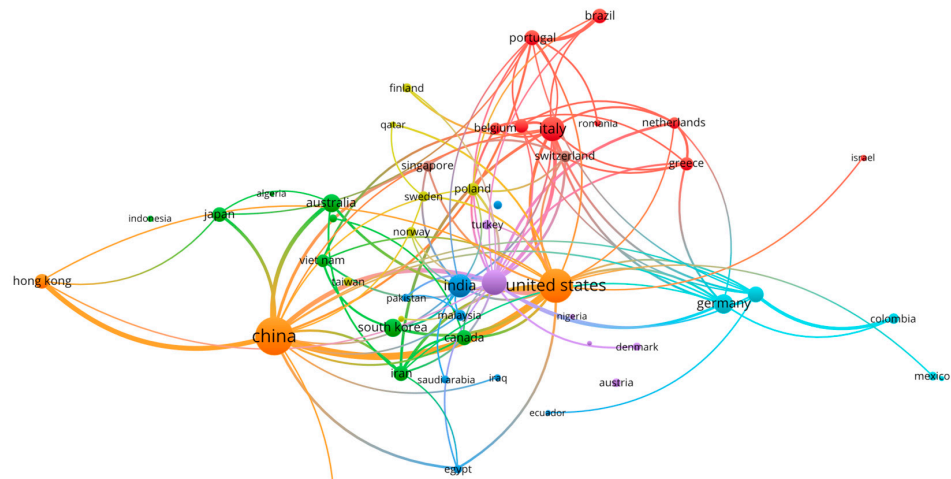 brazil
portugal
finland
qatar
belgium
italy
romania
netherlands
switzerland
singapore
greece
israel
algeria
poland
sweden
australia
japan
indonesia
norway
turkey
viet nam
taiwan
hong kong
india
united states
pakistan
germany
malaysia
nigeria
colombia
south korea
china
canada
denmark
iran
saudi arabia
iraq
austria
mexico
ecuador
egypt